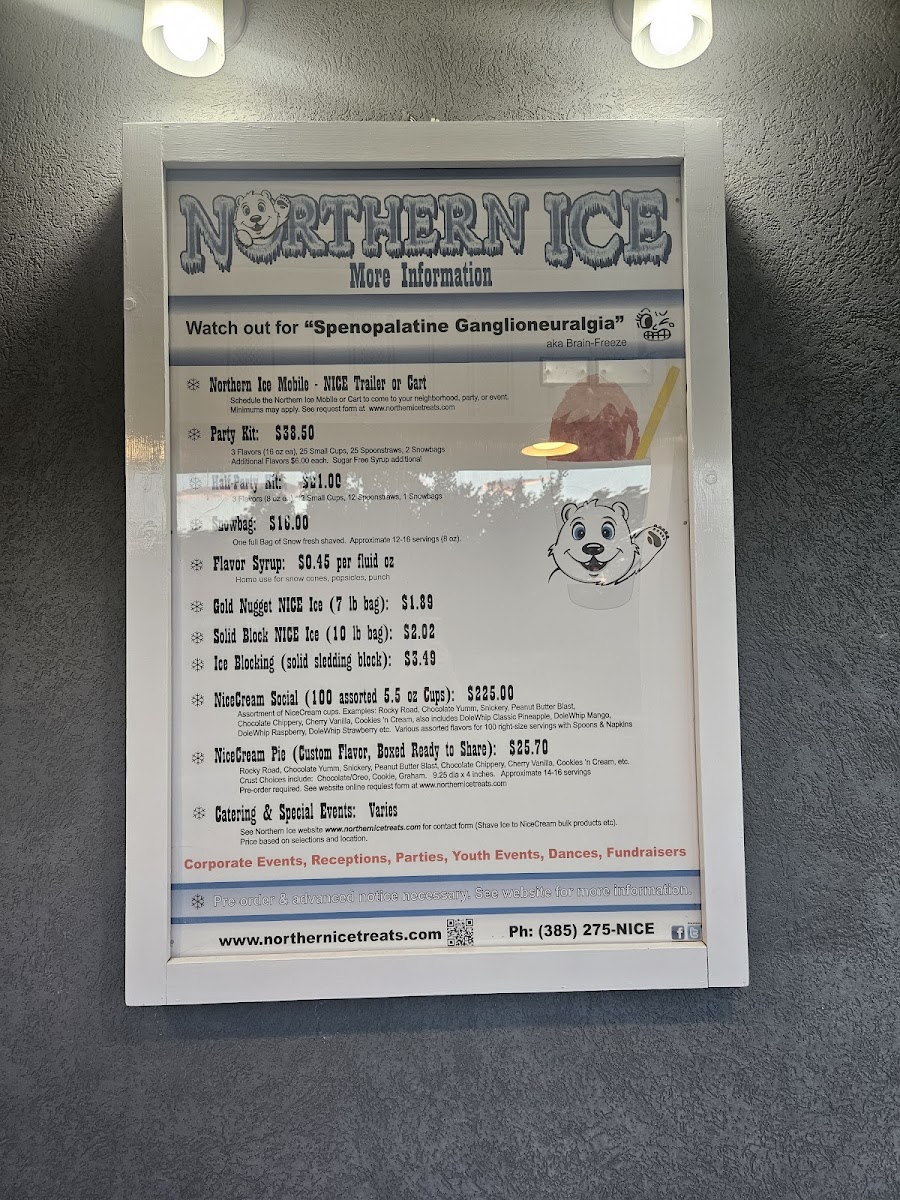 NORTHERN ICE
More Information
Watch out for "Spenopalatine Ganglioneuralgia"
aka Brain-Freeze
Northern Ice Mobile - NICE Trailer or Cart
Schedule the Northern Ice Mobile or Cart to come to your neighborhood, party, or event.
Minimums may apply. See request form at www.northernicetreats.com
Party Kit: $38.50
3 Flavors (16 oz ea), 25 Small Cups, 25 Spoonstraws, 2 Snowbags
Additional Flavors $6.00 each. Sugar Free Syrup additional
Half-Party Kit:
3 Flavors (8 oz Small Cups, 12 Spoonstraws, 1 Snowbags
Snowbag: $16.00
One full Bag of Snow fresh shaved. Approximate 12-16 servings (8 oz).
Flavor Syrup: $0.45 per fluid oz
Home use for snow cones, popsicles, punch
Gold Nugget NICE Ice (7 lb bag): $1.89
Solid Block NICE Ice (10 lb bag): $2.02
Ice Blocking (solid sledding block): $3.49
NiceCream Social (100 assorted 5.5 oz Cups): $225.00
Assortment of NiceCream cups. Examples: Rocky Road, Chocolate Yumm, Snickery, Peanut Butter Blast,
Chocolate Chippery, Cherry Vanilla, Cookies 'n Cream, also includes DoleWhip Classic Pineapple, DoleWhip Mango,
DoleWhip Raspberry, DoleWhip Strawberry etc. Various assorted flavors for 100 right-size servings with Spoons & Napkins
NiceCream Pie (Custom Flavor, Boxed Ready to Share): $25.70
Rocky Road, Chocolate Yumm, Snickery, Peanut Butter Blast, Chocolate Chippery, Cherry Vanilla, Cookies 'n Cream, etc.
Crust Choices include: Chocolate/Oreo, Cookie, Graham. 9.25 dia x 4 inches. Approximate 14-16 servings
Pre-order required. See website online request form at www.northernicetreats.com
Catering & Special Events: Varies
See Northern Ice website www.northernicetreats.com for contact form (Shave Ice to NiceCream bulk products etc).
Price based on selections and location.
Corporate Events, Receptions, Parties, Youth Events, Dances, Fundraisers
Pre-order & advanced notice necessary. See website for more information.
www.northernicetreats.com Ph: (385) 275-NICE